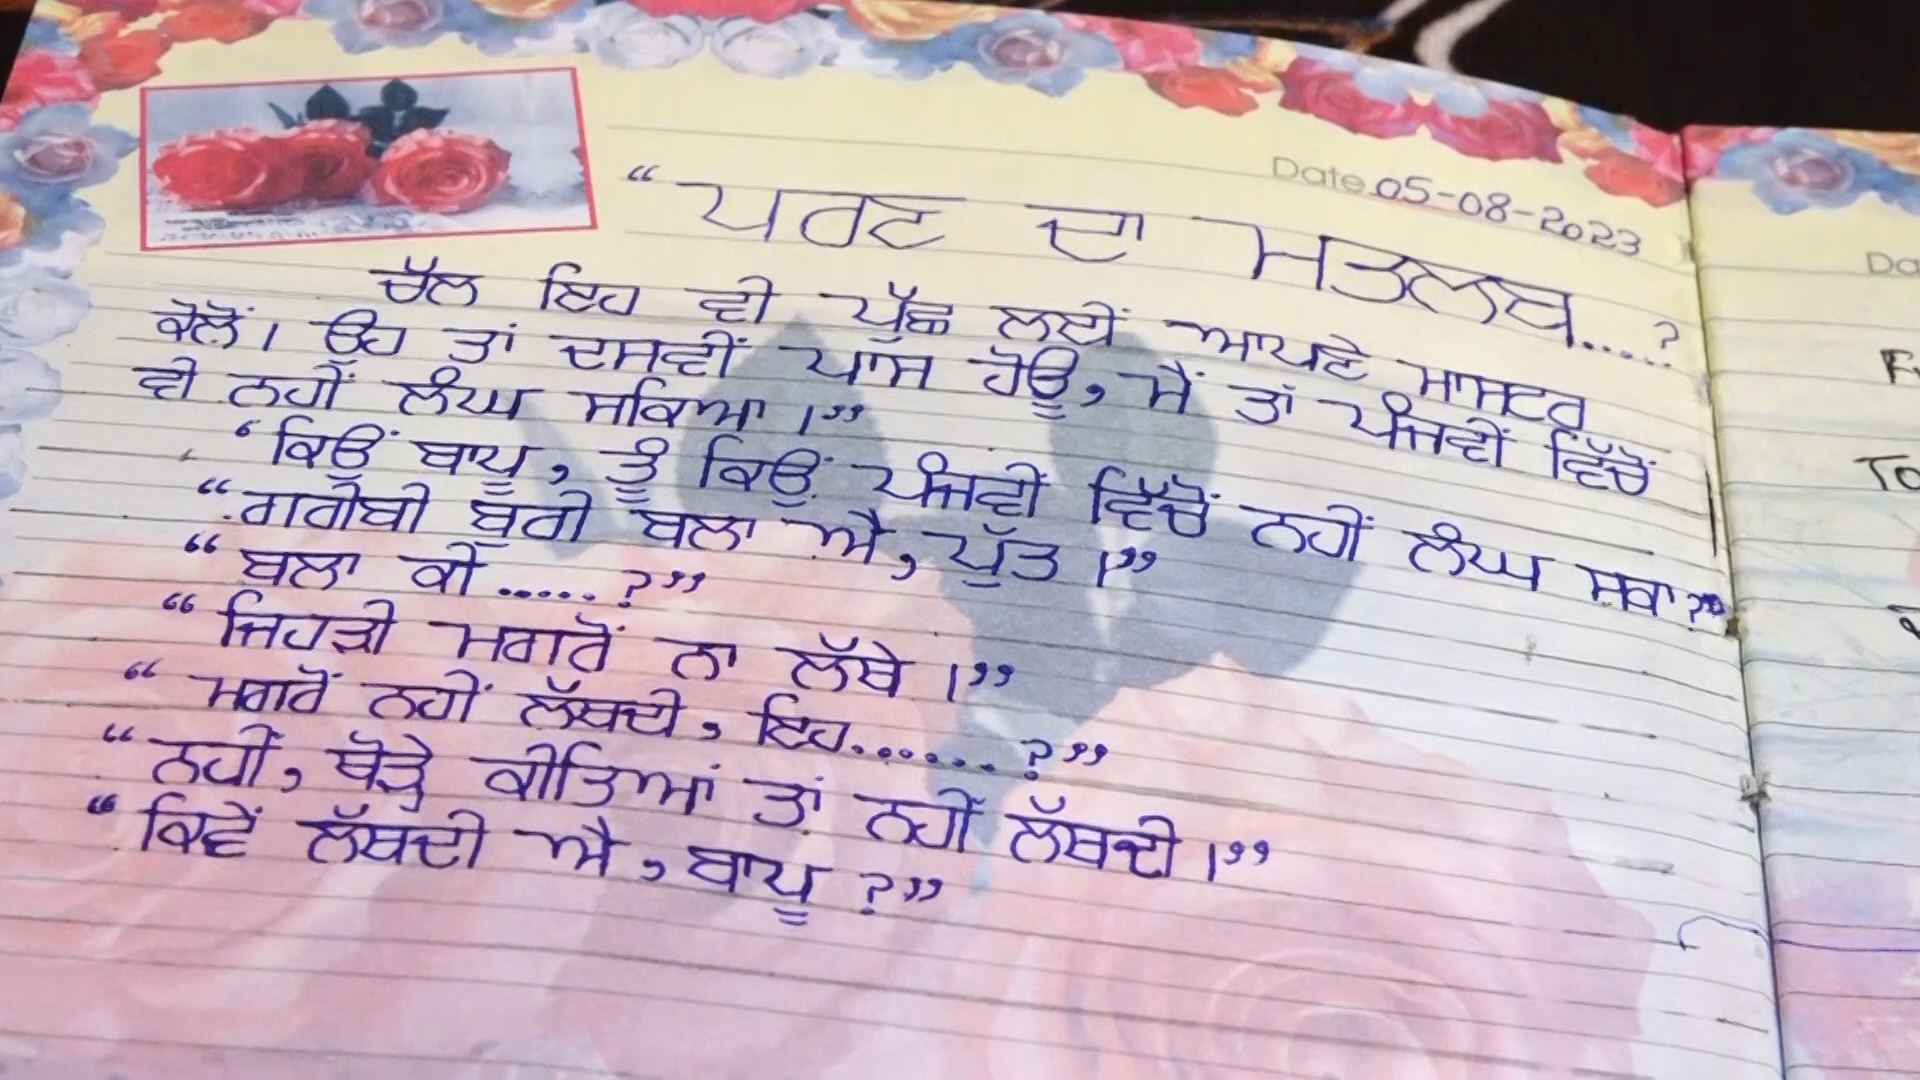 Date 05-08-2023
“ਪਰਣ ਦਾ ਮਤਲਬ.....?
ਚੱਲ ਇਹ ਵੀ ਪੁੱਛ ਲਈਂ ਆਪਣੇ ਮਾਸਟਰ
ਕੋਲੋਂ। ਉਹ ਤਾਂ ਦਸਵੀਂ ਪਾਸ ਹੋਊ, ਮੈਂ ਤਾਂ ਪੰਜਵੀਂ ਵਿੱਚੋਂ
ਵੀ ਨਹੀਂ ਲੰਘ ਸਕਿਆ।”
‘ਕਿਉਂ ਬਾਪੂ, ਤੂੰ ਕਿਉਂ ਪੰਜਵੀਂ ਵਿੱਚੋਂ ਨਹੀਂ ਲੰਘ ਸਕਾ?”
“ਗਰੀਬੀ ਬੁਰੀ ਬਲਾ ਐ, ਪੁੱਤ।”
“ਬਲਾ ਕੀ.....?”
“ਜਿਹੜੀ ਮਗਰੋਂ ਨਾ ਲੱਥੇ।”
“ਮਗਰੋਂ ਨਹੀਂ ਲੱਥਦੀ, ਇਹ......?”
“ਨਹੀਂ, ਥੋੜ੍ਹੇ ਕੀਤਿਆਂ ਤਾਂ ਨਹੀਂ ਲੱਥਦੀ।”
“ਕਿਵੇਂ ਲੱਥਦੀ ਐ, ਬਾਪੂ?”